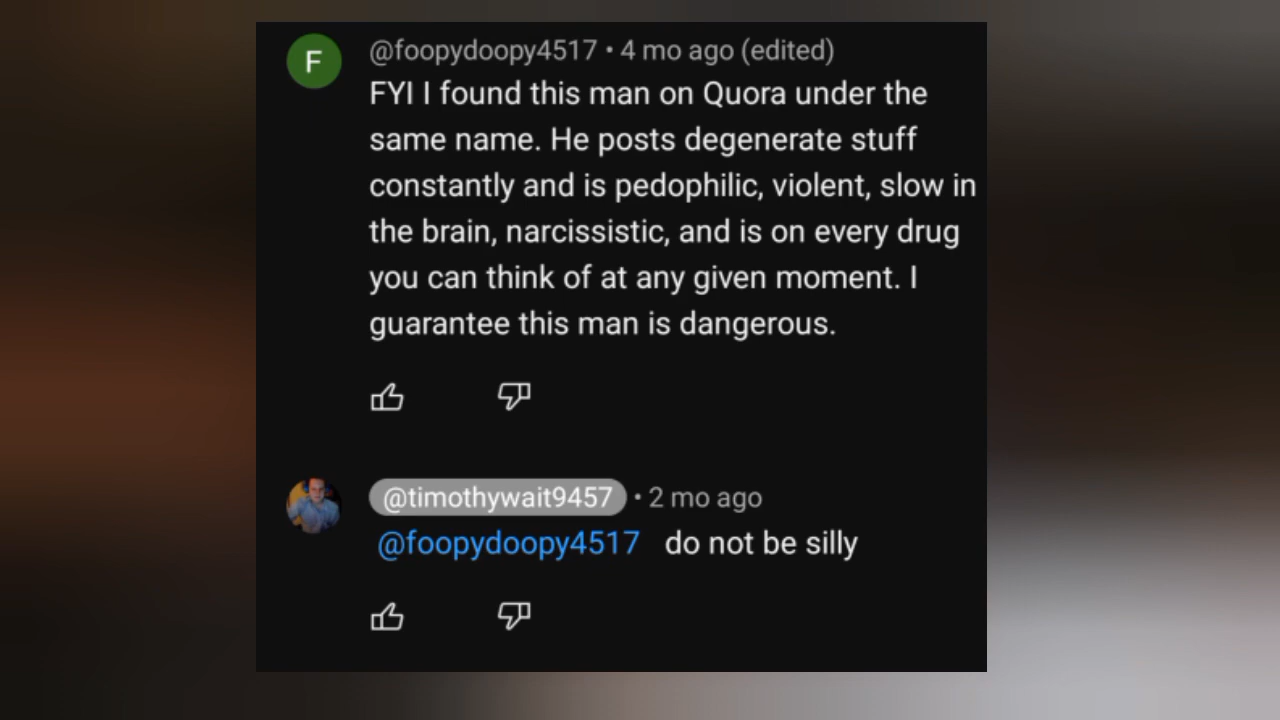 F
@foopydoopy4517 • 4 mo ago (edited)
FYI I found this man on Quora under the
same name. He posts degenerate stuff
constantly and is pedophilic, violent, slow in
the brain, narcissistic, and is on every drug
you can think of at any given moment. I
guarantee this man is dangerous.
@timothywait9457 • 2 mo ago
@foopydoopy4517 do not be silly